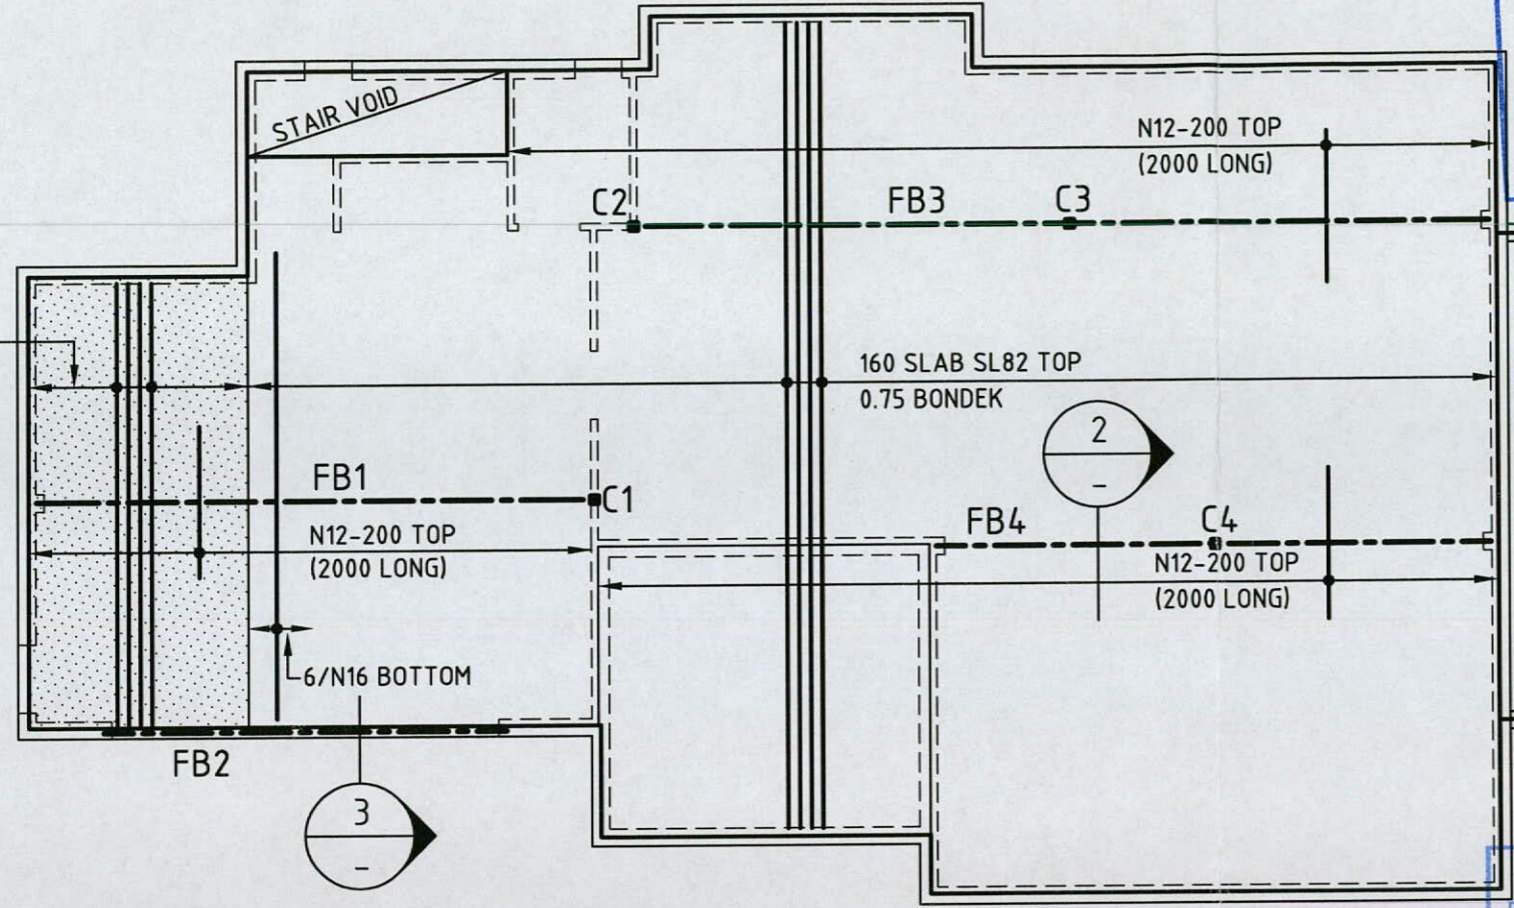 STAIR VOID
N12-200 TOP
(2000 LONG)
C2
FB3
C3
160 SLAB SL82 TOP
0.75 BONDEK
2
-
FB1
C1
N12-200 TOP
(2000 LONG)
FB4
C4
N12-200 TOP
(2000 LONG)
6/N16 BOTTOM
FB2
3
-